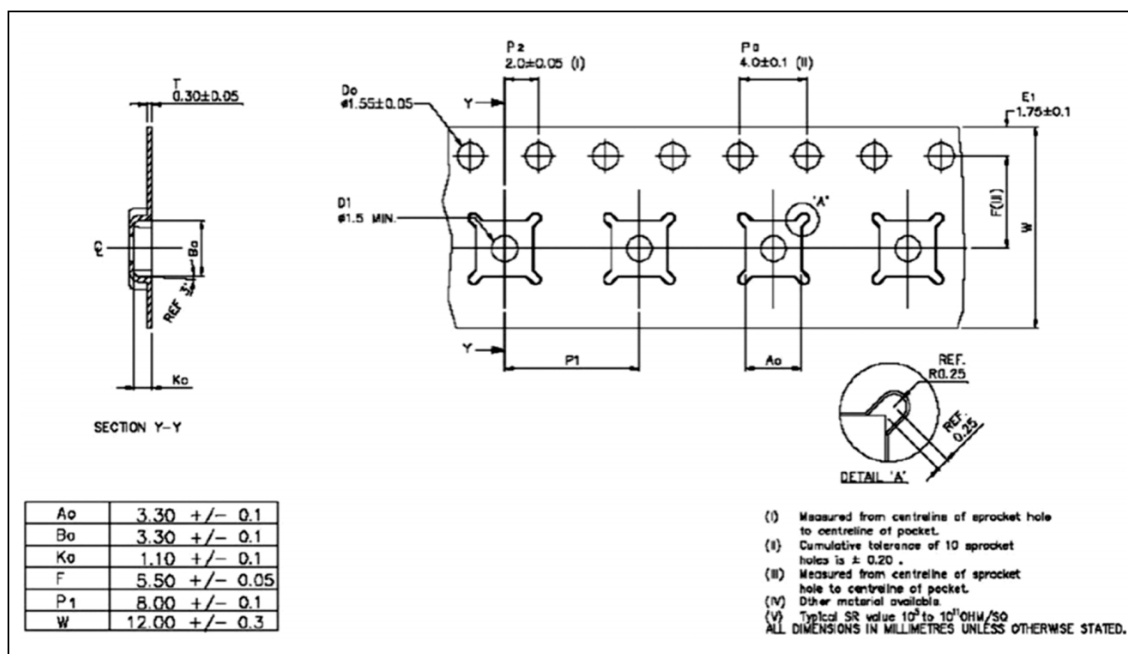 T
0.30±0.05
P2
2.0±0.05 (I)
Po
4.0±0.1 (II)
Do
ø1.55±0.05
Y
E1
1.75±0.1
D1
ø1.5 MIN.
'A'
F(III)
W
Bo
REF 3°
Ko
SECTION Y-Y
Y
P1
Ao
REF.
R0.25
REF.
0.25
DETAIL 'A'
Ao 3.30 +/- 0.1
Bo 3.30 +/- 0.1
Ko 1.10 +/- 0.1
F 5.50 +/- 0.05
P1 8.00 +/- 0.1
W 12.00 +/- 0.3
(I) Measured from centreline of sprocket hole
to centreline of pocket.
(II) Cumulative tolerance of 10 sprocket
holes is ± 0.20 .
(III) Measured from centreline of sprocket
hole to centreline of pocket.
(IV) Other material available.
(V) Typical SR value 10⁵ to 10¹¹ OHM/SQ
ALL DIMENSIONS IN MILLIMETRES UNLESS OTHERWISE STATED.